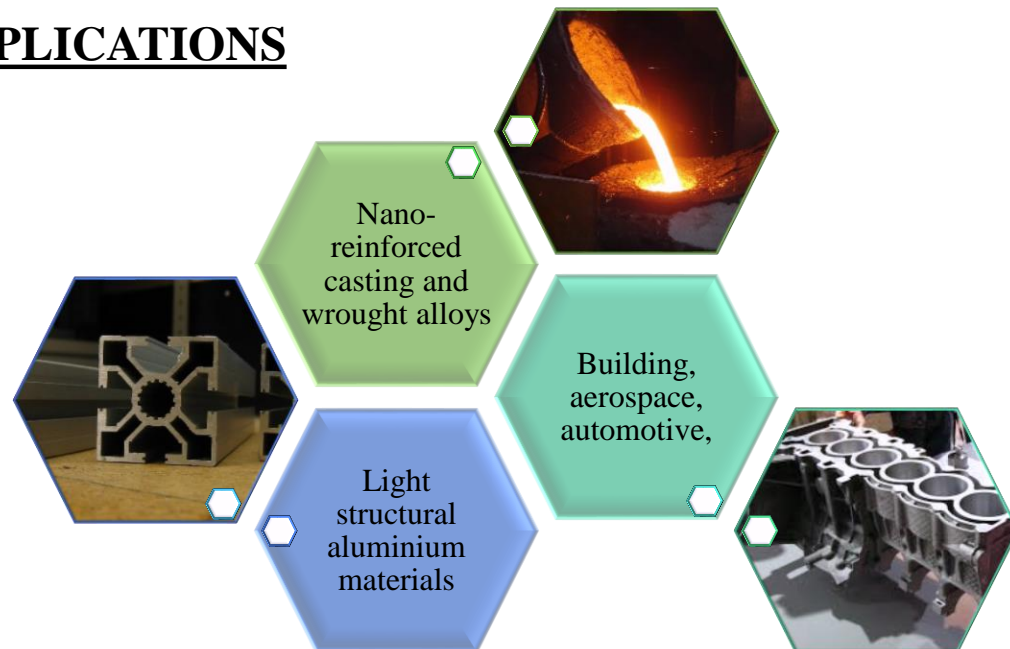 PLICATIONS
Nano-
reinforced
casting and
wrought alloys
Building,
aerospace,
automotive,
Light
structural
aluminium
materials